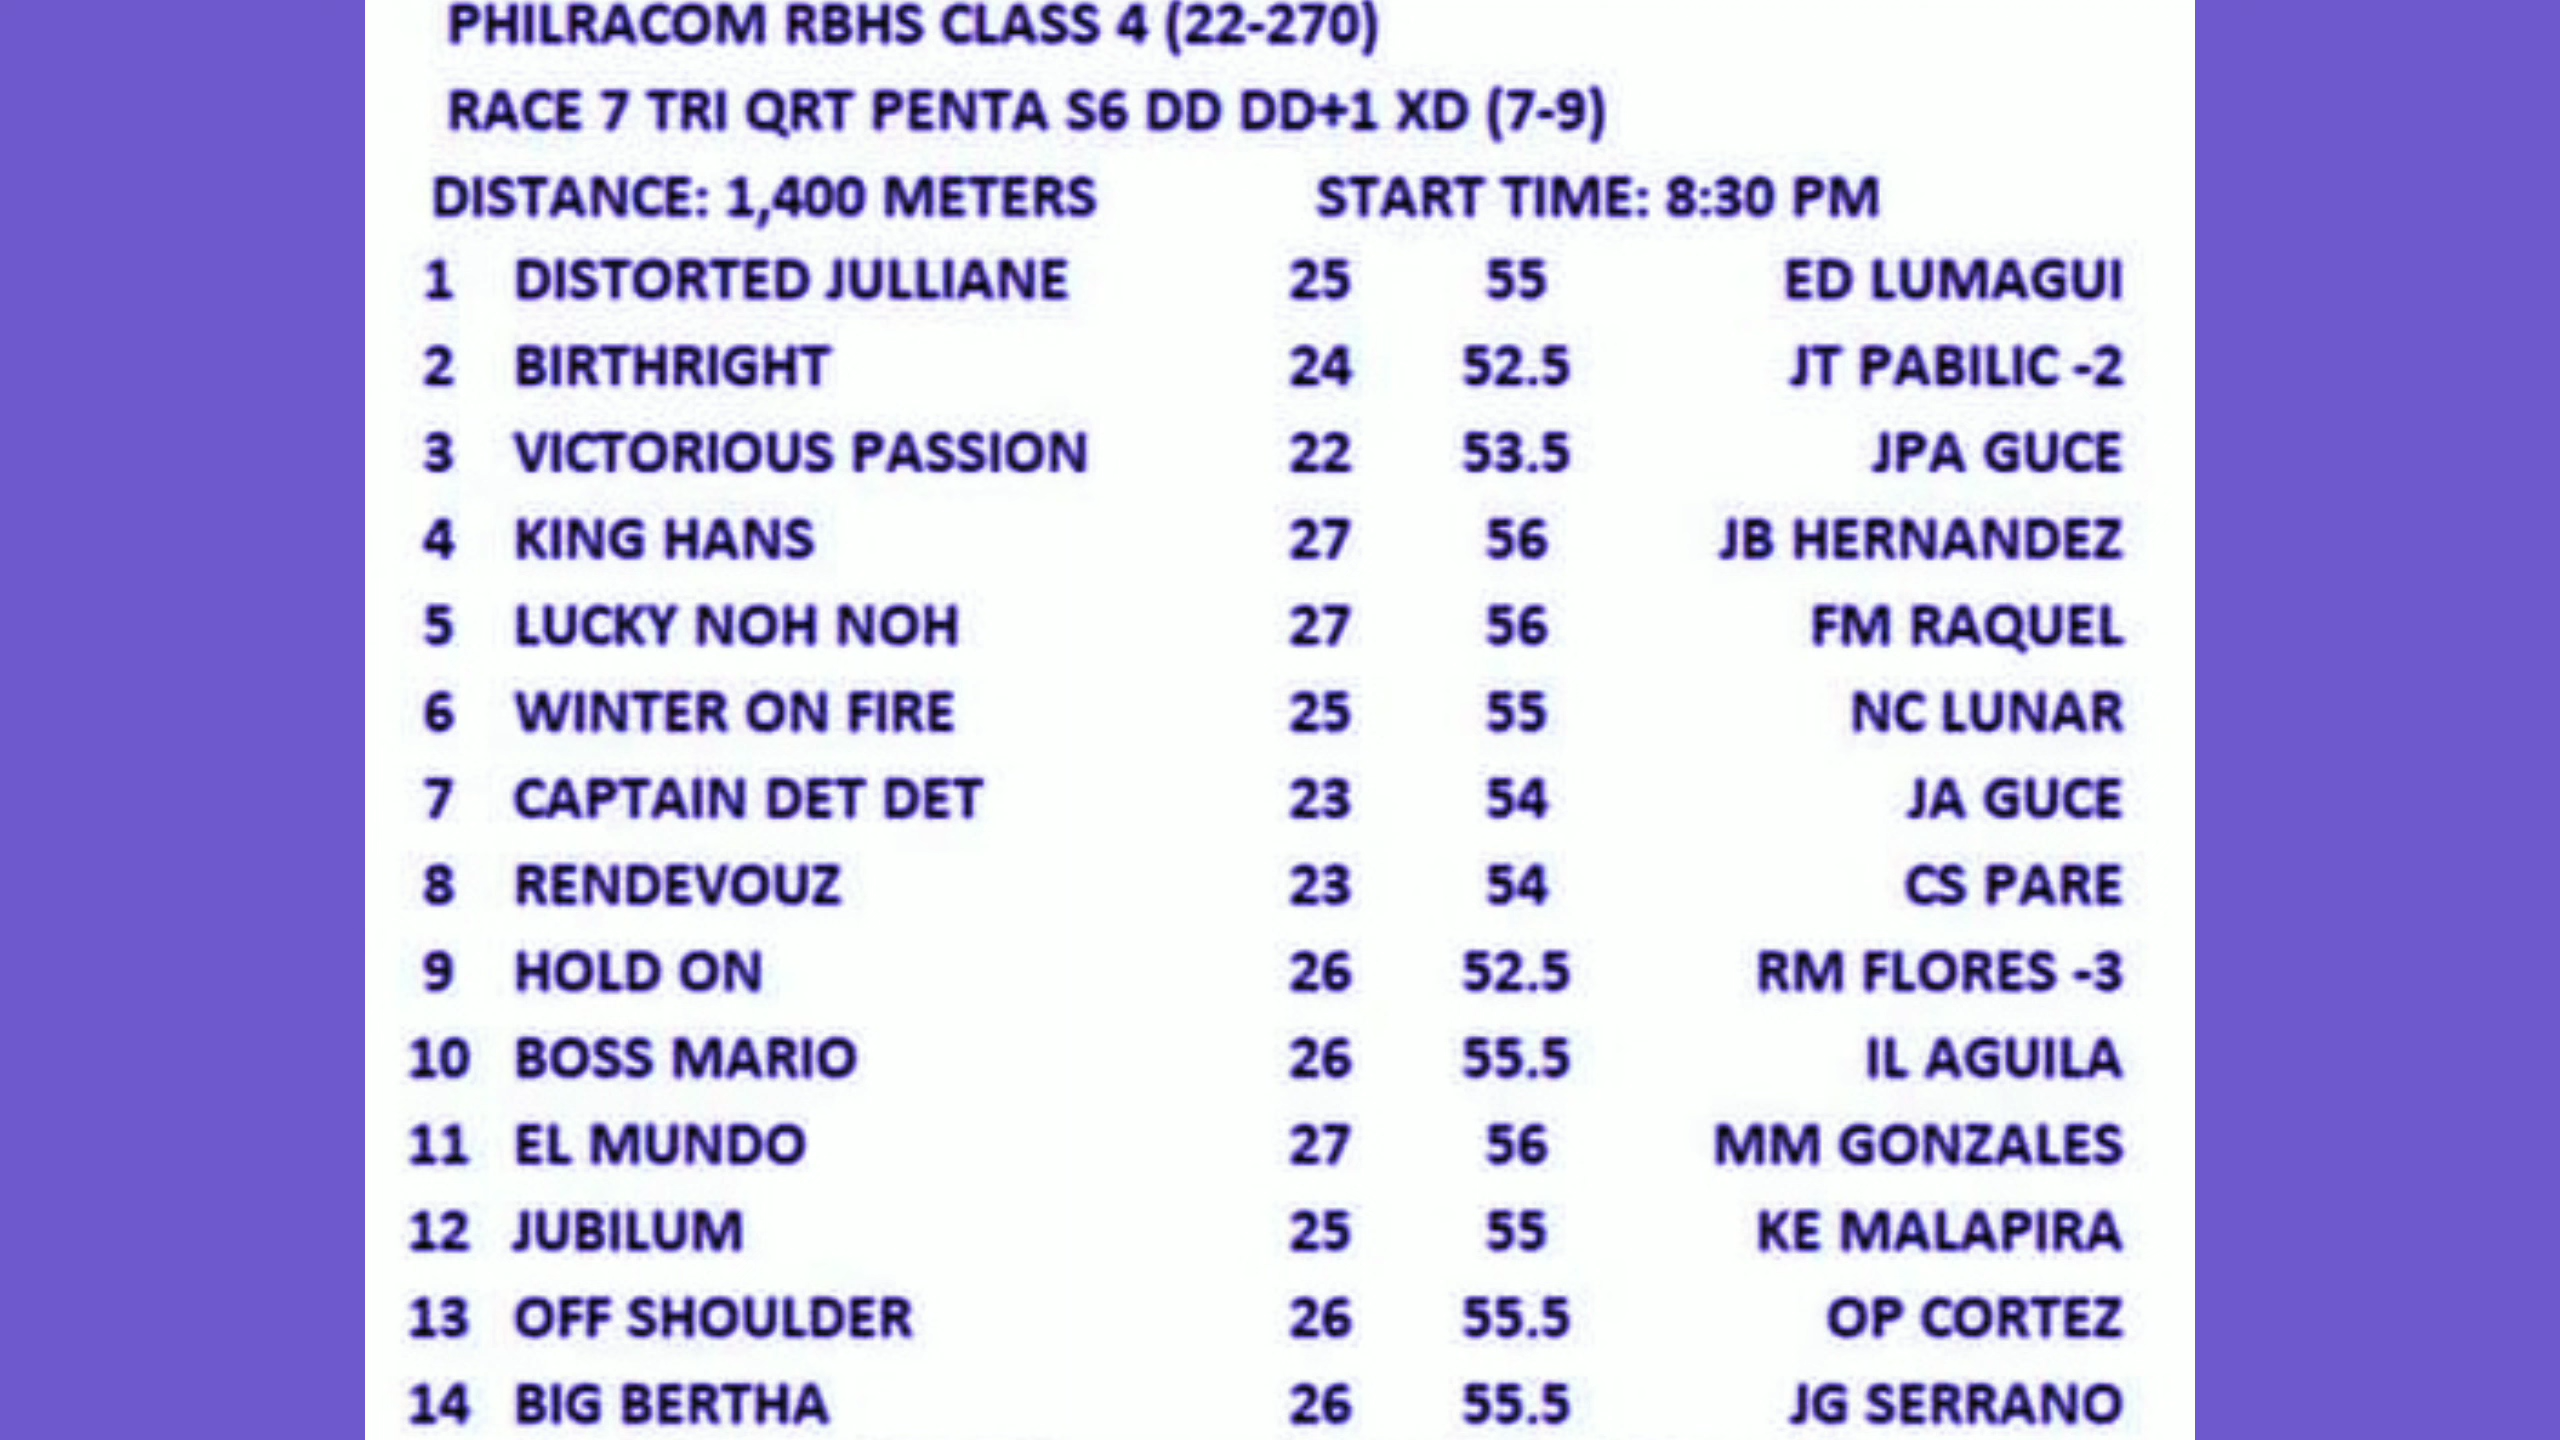 PHILRACOM RBHS CLASS 4 (22-270)
RACE 7 TRI QRT PENTA S6 DD DD+1 XD (7-9)
DISTANCE: 1,400 METERS START TIME: 8:30 PM
1 DISTORTED JULLIANE 25 55 ED LUMAGUI
2 BIRTHRIGHT 24 52.5 JT PABILIC -2
3 VICTORIOUS PASSION 22 53.5 JPA GUCE
4 KING HANS 27 56 JB HERNANDEZ
5 LUCKY NOH NOH 27 56 FM RAQUEL
6 WINTER ON FIRE 25 55 NC LUNAR
7 CAPTAIN DET DET 23 54 JA GUCE
8 RENDEVOUZ 23 54 CS PARE
9 HOLD ON 26 52.5 RM FLORES -3
10 BOSS MARIO 26 55.5 IL AGUILA
11 EL MUNDO 27 56 MM GONZALES
12 JUBILUM 25 55 KE MALAPIRA
13 OFF SHOULDER 26 55.5 OP CORTEZ
14 BIG BERTHA 26 55.5 JG SERRANO